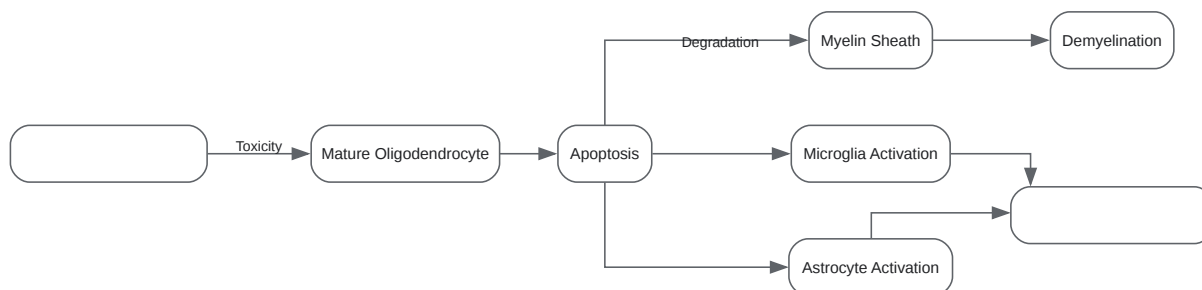 Degradation
Myelin Sheath
Demyelination
Toxicity
Mature Oligodendrocyte
Apoptosis
Microglia Activation
Astrocyte Activation